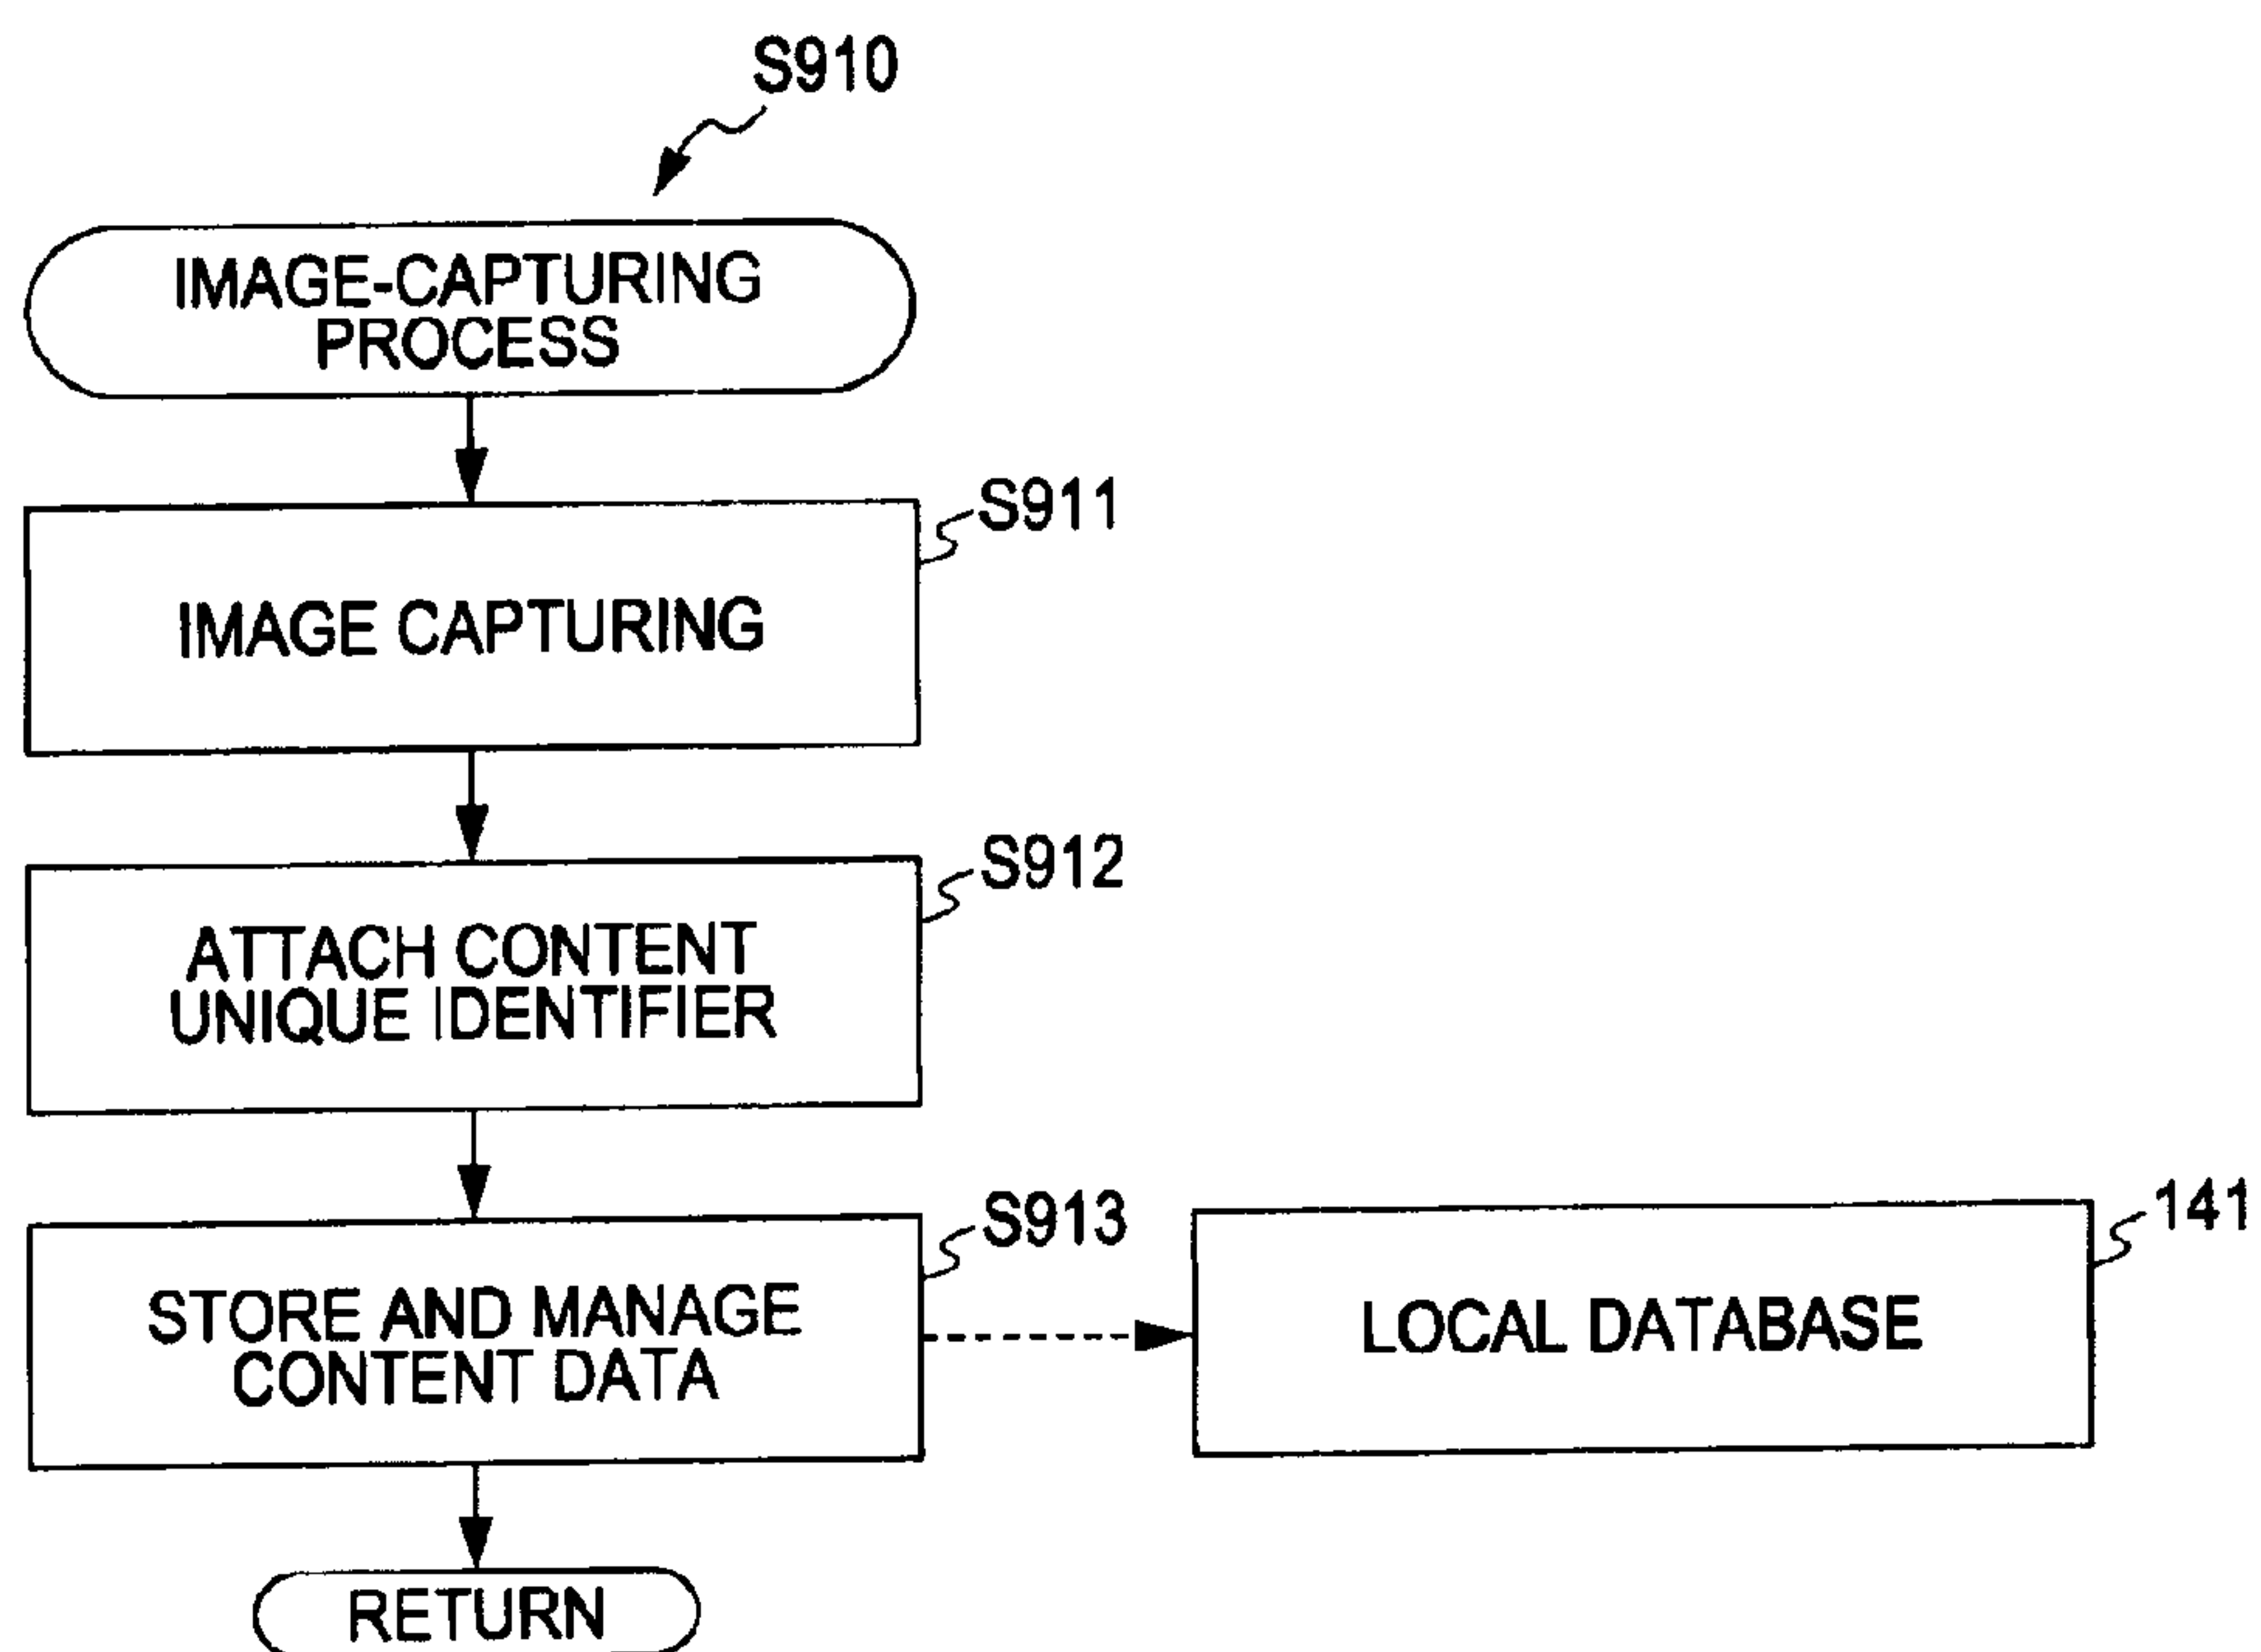 S910
IMAGE-CAPTURING
PROCESS
S911
IMAGE CAPTURING
S912
ATTACH CONTENT
UNIQUE IDENTIFIER
S913
STORE AND MANAGE
CONTENT DATA
141
LOCAL DATABASE
RETURN